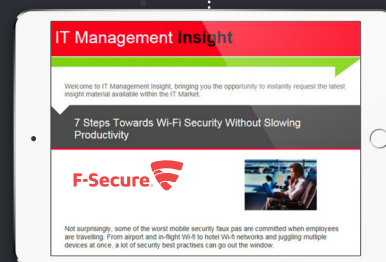 IT Management Insight
Welcome to IT Management Insight, bringing you the opportunity to instantly request the latest
insight material available within the IT Market.
7 Steps Towards Wi-Fi Security Without Slowing
Productivity
F-Secure
Not surprisingly, some of the worst mobile security faux pas are committed when employees
are travelling. From airport and in-flight Wi-fi to hotel Wi-fi networks and juggling multiple
devices at once, a lot of security best practises can go out the window.